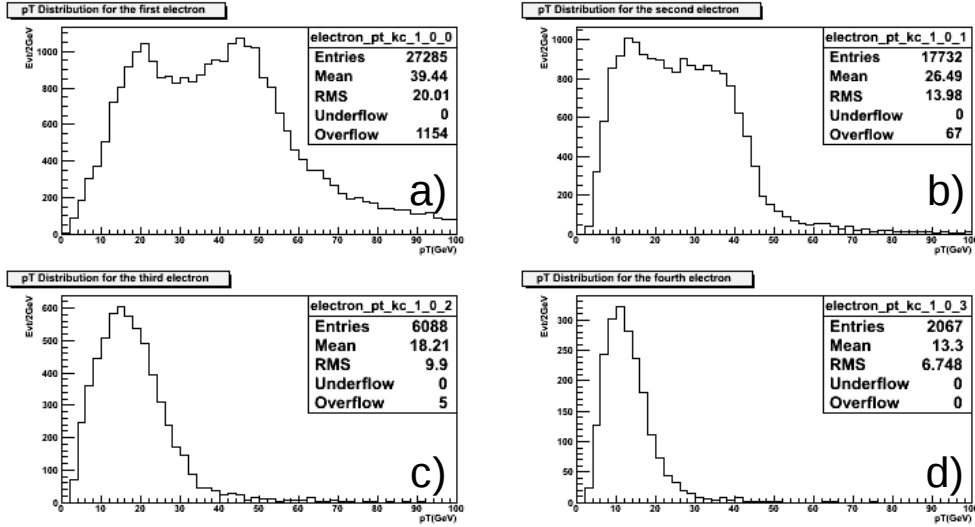 pT Distribution for the first electron
Evt/2GeV
electron_pt_kc_1_0_0
Entries 27285
Mean 39.44
RMS 20.01
Underflow 0
Overflow 1154
1000
800
600
400
200
0
0 10 20 30 40 50 60 70 80 90 100
pT(GeV)
a)
pT Distribution for the second electron
Evt/2GeV
electron_pt_kc_1_0_1
Entries 17732
Mean 26.49
RMS 13.98
Underflow 0
Overflow 67
1000
800
600
400
200
0
0 10 20 30 40 50 60 70 80 90 100
pT(GeV)
b)
pT Distribution for the third electron
Evt/2GeV
electron_pt_kc_1_0_2
Entries 6088
Mean 18.21
RMS 9.9
Underflow 0
Overflow 5
600
500
400
300
200
100
0
0 10 20 30 40 50 60 70 80 90 100
pT(GeV)
c)
pT Distribution for the fourth electron
Evt/2GeV
electron_pt_kc_1_0_3
Entries 2067
Mean 13.3
RMS 6.748
Underflow 0
Overflow 0
300
250
200
150
100
50
0
0 10 20 30 40 50 60 70 80 90 100
pT(GeV)
d)